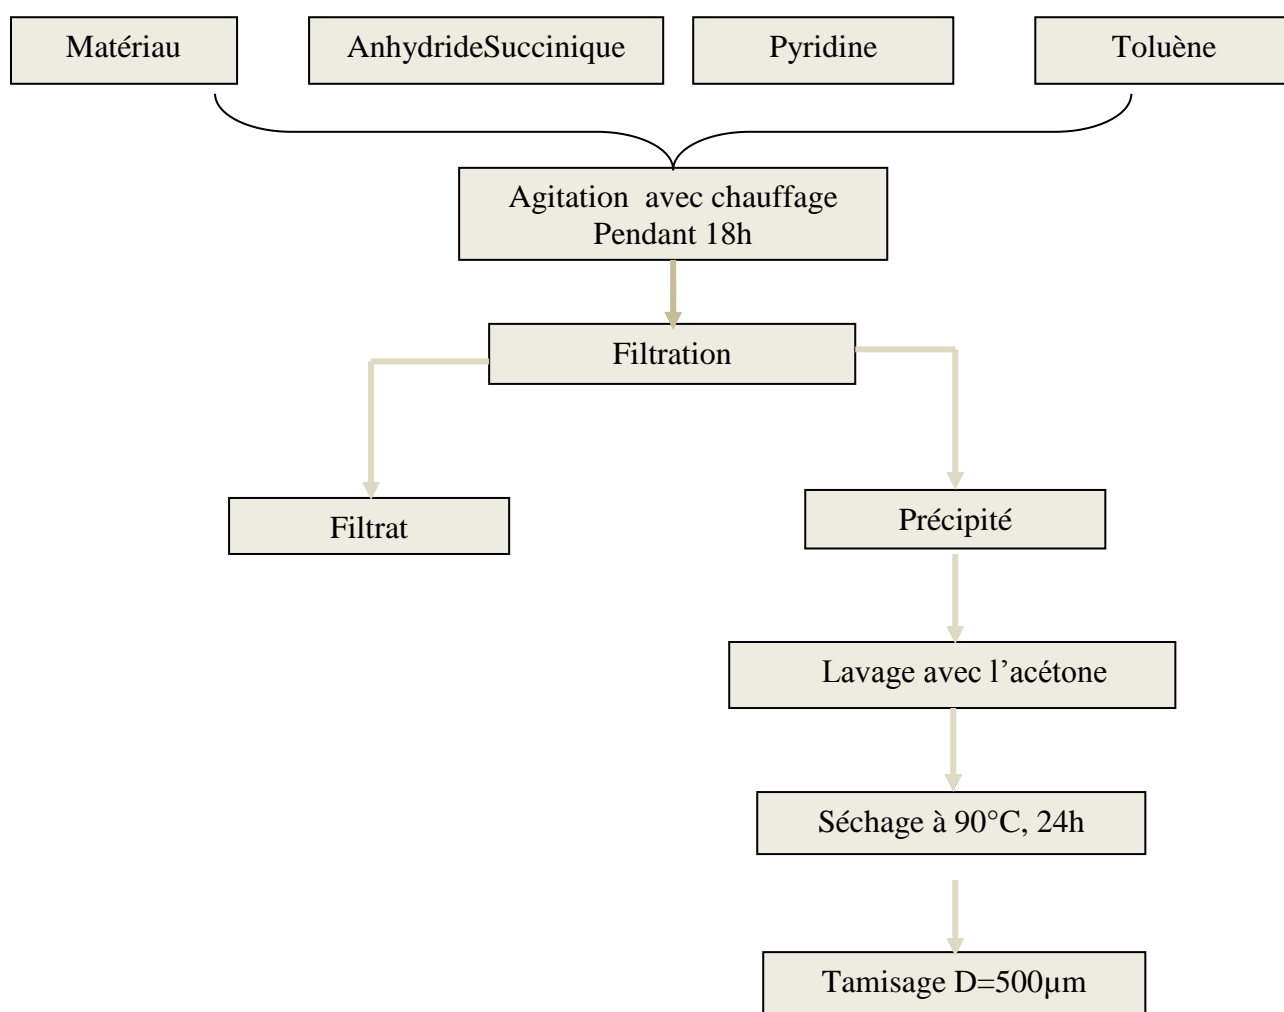 Matériau
AnhydrideSuccinique
Pyridine
Toluène
Agitation avec chauffage
Pendant 18h
Filtration
Filtrat
Précipité
Lavage avec l’acétone
Séchage à 90°C, 24h
Tamisage D=500µm